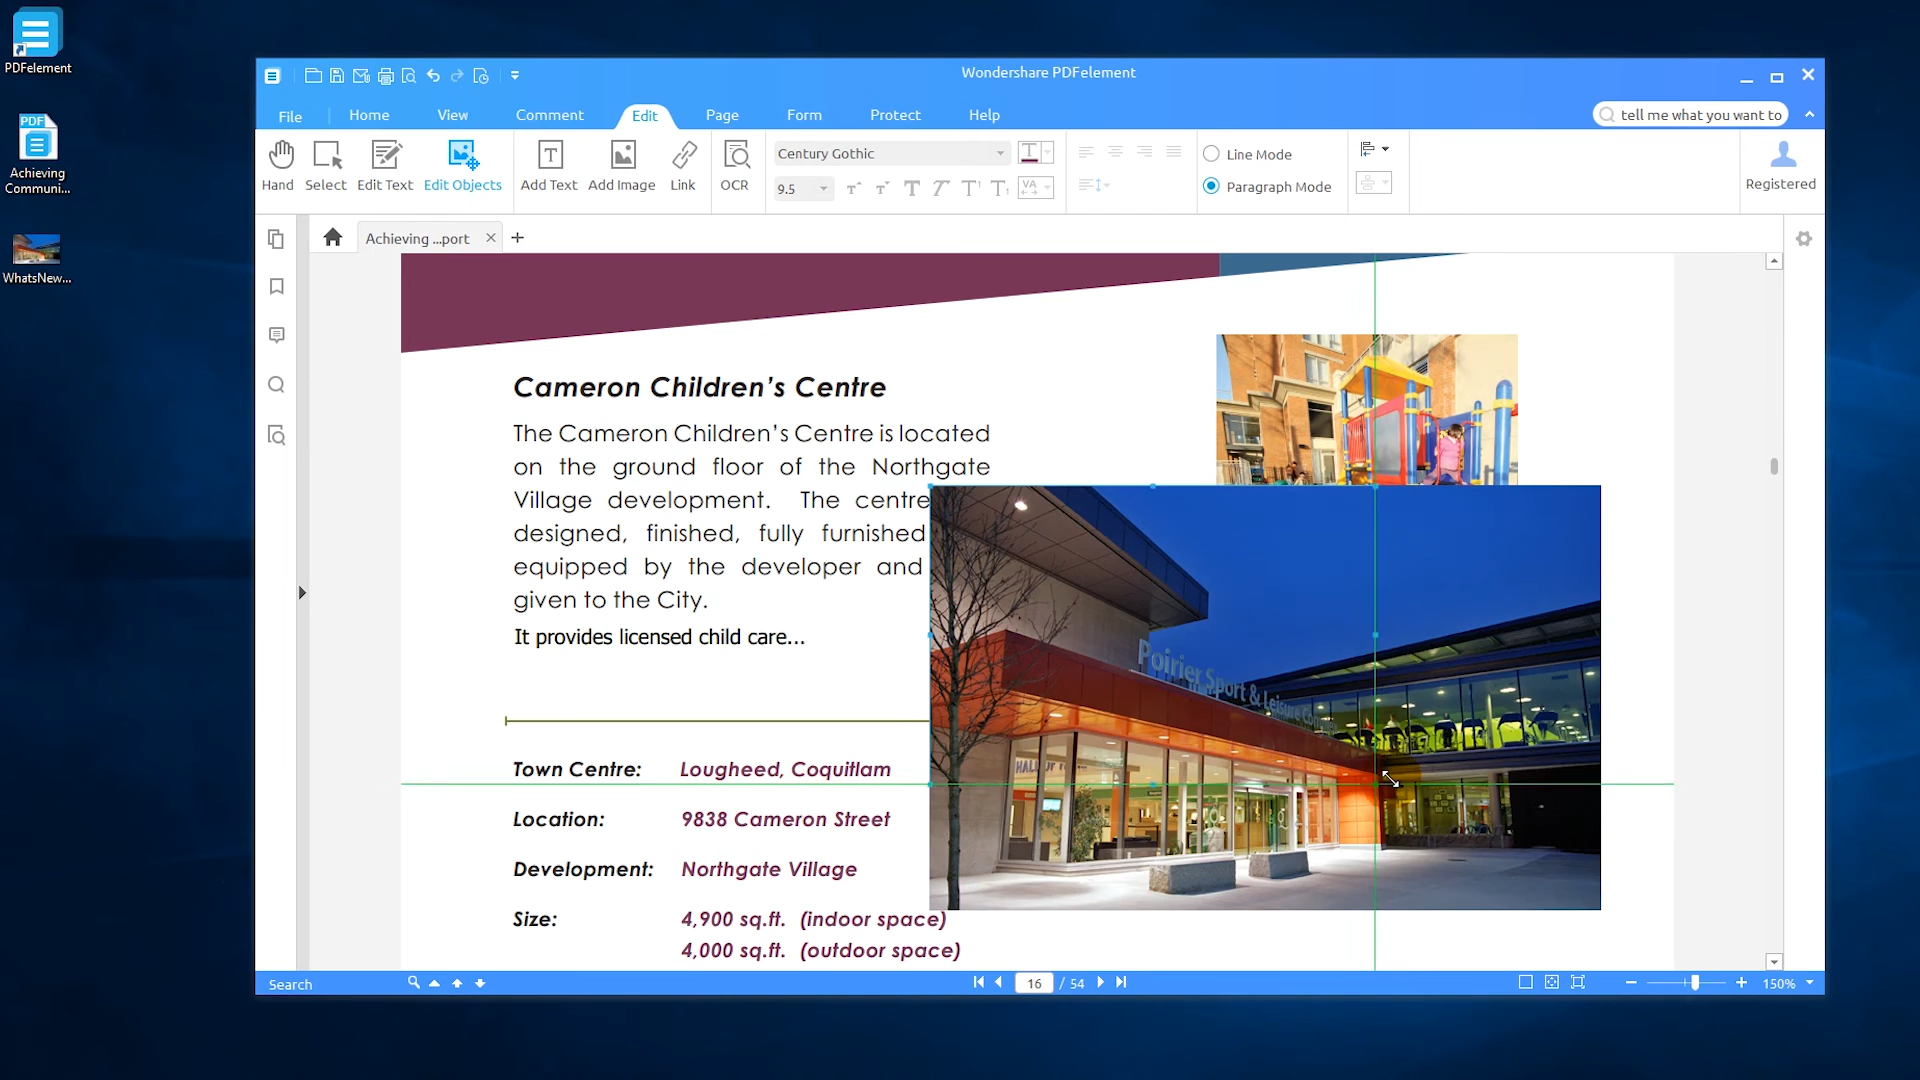 PDFelement
PDF
Achieving
Communi...
WhatsNew...
Wondershare PDFelement
File
Home
View
Comment
Edit
Page
Form
Protect
Help
tell me what you want to
Hand
Select
Edit Text
Edit Objects
Add Text
Add Image
Link
OCR
Century Gothic
9.5
Line Mode
Paragraph Mode
Registered
Achieving ...port
Cameron Children’s Centre
The Cameron Children’s Centre is located
on the ground floor of the Northgate
Village development. The centre
designed, finished, fully furnished
equipped by the developer and
given to the City.
It provides licensed child care...
Poirier Sport & Leisure Complex
Town Centre: Lougheed, Coquitlam
Location: 9838 Cameron Street
Development: Northgate Village
Size: 4,900 sq.ft. (indoor space)
4,000 sq.ft. (outdoor space)
Search
16 / 54
150%